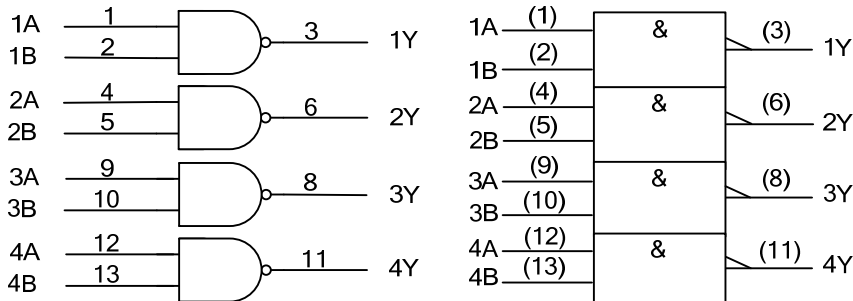 1A 1 3 1Y
1B 2
2A 4 6 2Y
2B 5
3A 9 8 3Y
3B 10
4A 12 11 4Y
4B 13
1A (1) & (3) 1Y
1B (2)
2A (4) & (6) 2Y
2B (5)
3A (9) & (8) 3Y
3B (10)
4A (12) & (11) 4Y
4B (13)